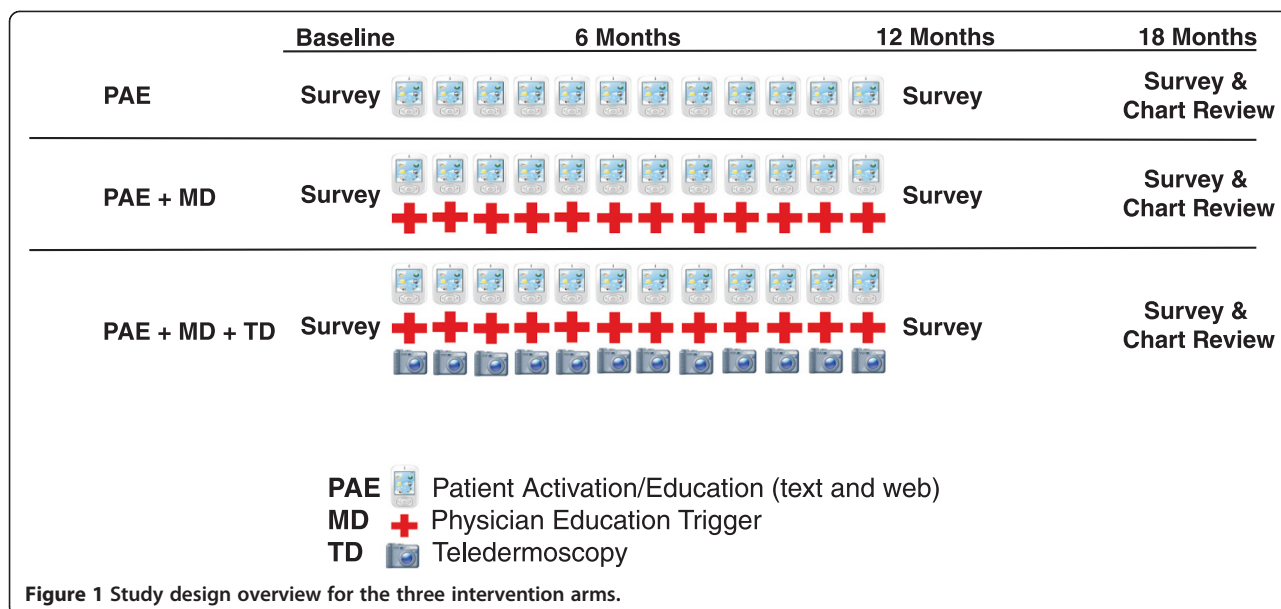 Baseline 6 Months 12 Months 18 Months
PAE Survey Survey Survey &
Chart Review
PAE + MD Survey Survey Survey &
Chart Review
PAE + MD + TD Survey Survey Survey &
Chart Review
PAE Patient Activation/Education (text and web)
MD Physician Education Trigger
TD Teledermoscopy
Figure 1 Study design overview for the three intervention arms.